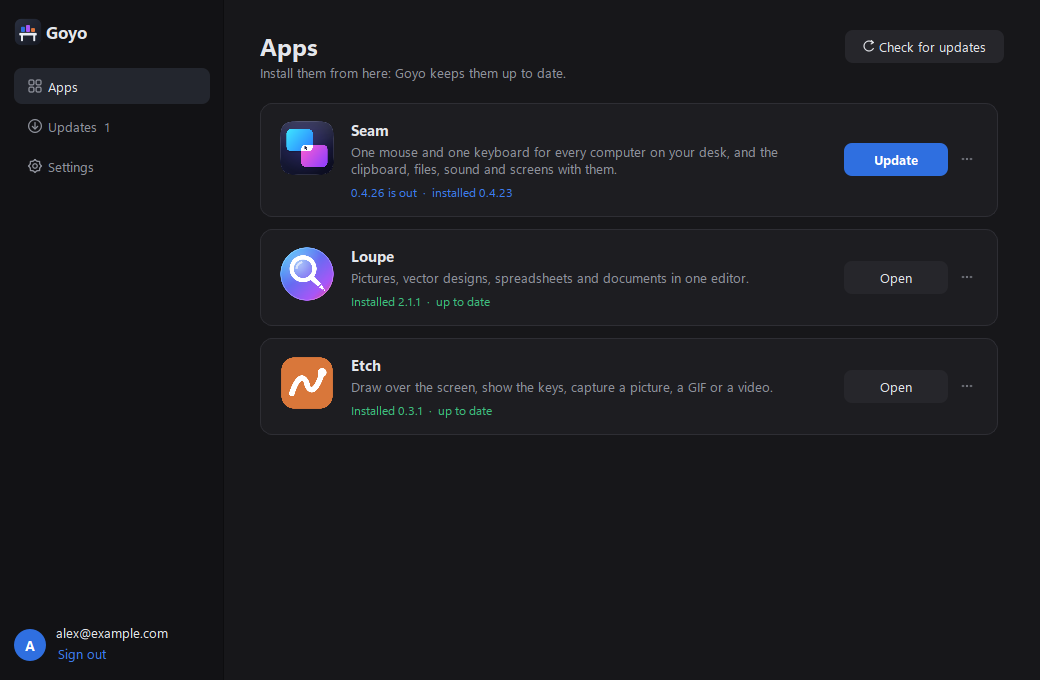 Goyo
Apps
Updates 1
Settings
alex@example.com
A
Sign out
Apps
Install them from here: Goyo keeps them up to date.
Check for updates
Seam
One mouse and one keyboard for every computer on your desk, and the
clipboard, files, sound and screens with them.
0.4.26 is out · installed 0.4.23
Update
Loupe
Pictures, vector designs, spreadsheets and documents in one editor.
Installed 2.1.1 · up to date
Open
Etch
Draw over the screen, show the keys, capture a picture, a GIF or a video.
Installed 0.3.1 · up to date
Open